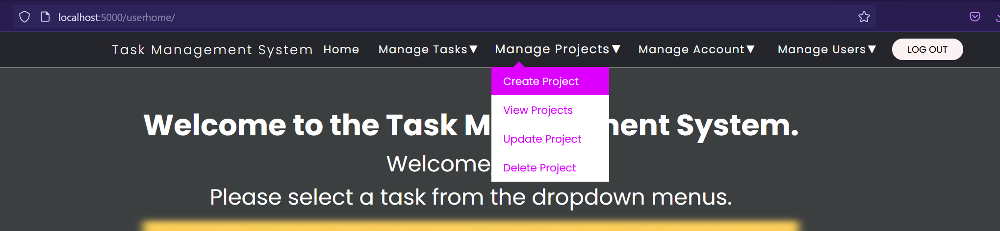 localhost:5000/userhome/
Task Management System Home Manage Tasks▼ Manage Projects▼ Manage Account▼ Manage Users▼ LOG OUT
Create Project
View Projects
Update Project
Delete Project
Welcome to the Task M ent System.
Welcome,
Please select a task from the dropdown menus.